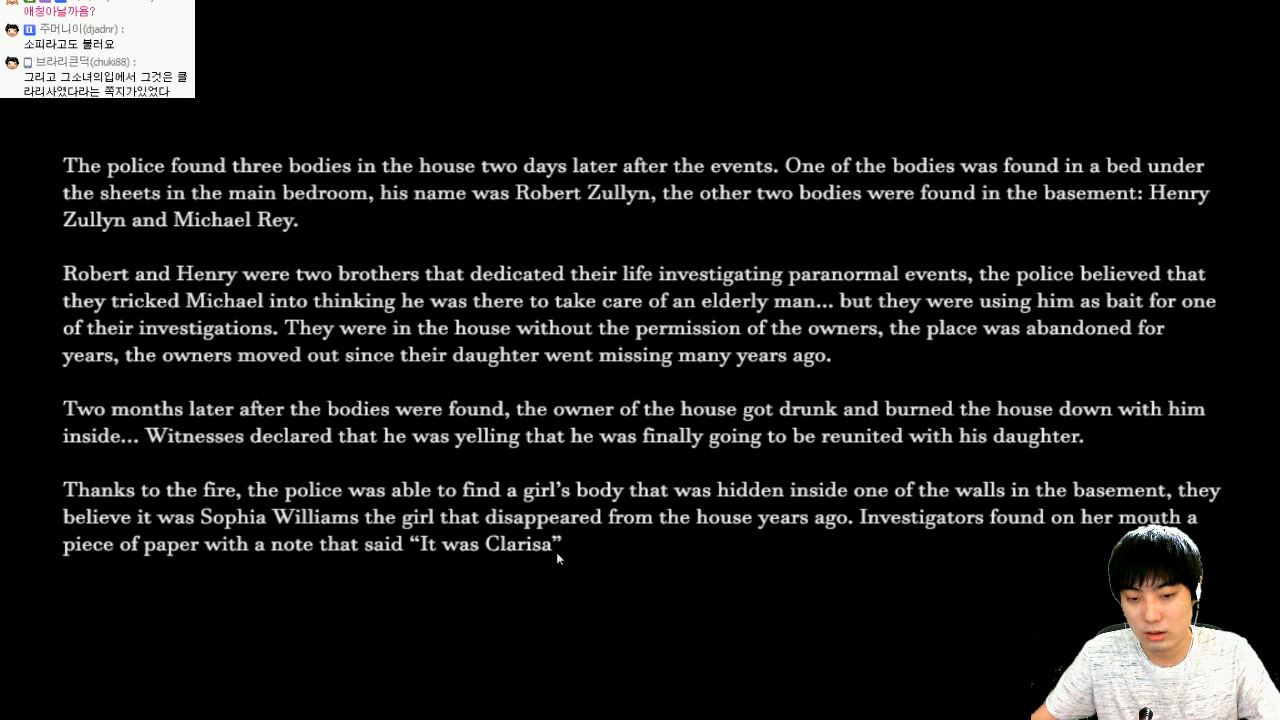 애칭아닐까욤?
주머니이(djadnr) :
소피라고도 불러요
브라리큰덕(chuki88) :
그리고 그소녀의입에서 그것은 클
라리사였다라는 쪽지가있었다
The police found three bodies in the house two days later after the events. One of the bodies was found in a bed under
the sheets in the main bedroom, his name was Robert Zullyn, the other two bodies were found in the basement: Henry
Zullyn and Michael Rey.
Robert and Henry were two brothers that dedicated their life investigating paranormal events, the police believed that
they tricked Michael into thinking he was there to take care of an elderly man... but they were using him as bait for one
of their investigations. They were in the house without the permission of the owners, the place was abandoned for
years, the owners moved out since their daughter went missing many years ago.
Two months later after the bodies were found, the owner of the house got drunk and burned the house down with him
inside... Witnesses declared that he was yelling that he was finally going to be reunited with his daughter.
Thanks to the fire, the police was able to find a girl's body that was hidden inside one of the walls in the basement, they
believe it was Sophia Williams the girl that disappeared from the house years ago. Investigators found on her mouth a
piece of paper with a note that said “It was Clarisa”